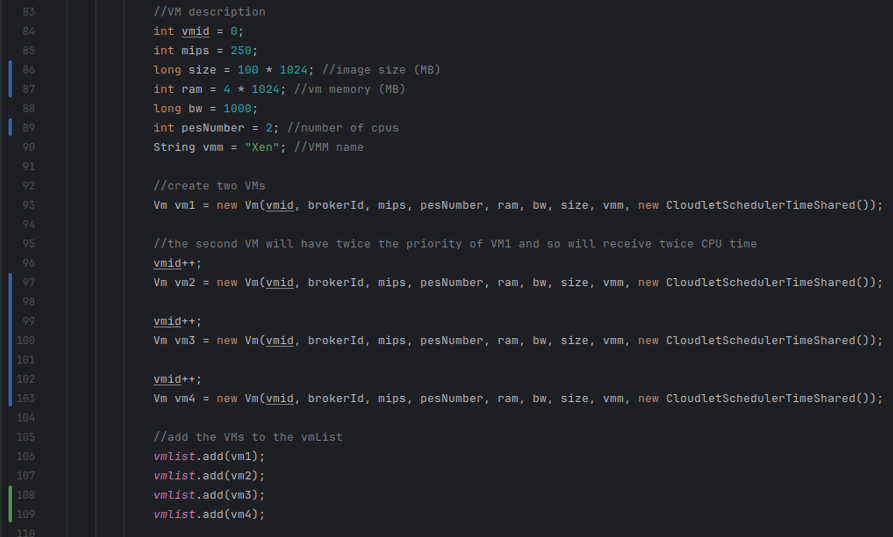 83 //VM description
84 int vmid = 0;
85 int mips = 250;
86 long size = 100 * 1024; //image size (MB)
87 int ram = 4 * 1024; //vm memory (MB)
88 long bw = 1000;
89 int pesNumber = 2; //number of cpus
90 String vmm = "Xen"; //VMM name
91
92 //create two VMs
93 Vm vm1 = new Vm(vmid, brokerId, mips, pesNumber, ram, bw, size, vmm, new CloudletSchedulerTimeShared());
94
95 //the second VM will have twice the priority of VM1 and so will receive twice CPU time
96 vmid++;
97 Vm vm2 = new Vm(vmid, brokerId, mips, pesNumber, ram, bw, size, vmm, new CloudletSchedulerTimeShared());
98
99 vmid++;
100 Vm vm3 = new Vm(vmid, brokerId, mips, pesNumber, ram, bw, size, vmm, new CloudletSchedulerTimeShared());
101
102 vmid++;
103 Vm vm4 = new Vm(vmid, brokerId, mips, pesNumber, ram, bw, size, vmm, new CloudletSchedulerTimeShared());
104
105 //add the VMs to the vmList
106 vmlist.add(vm1);
107 vmlist.add(vm2);
108 vmlist.add(vm3);
109 vmlist.add(vm4);
110